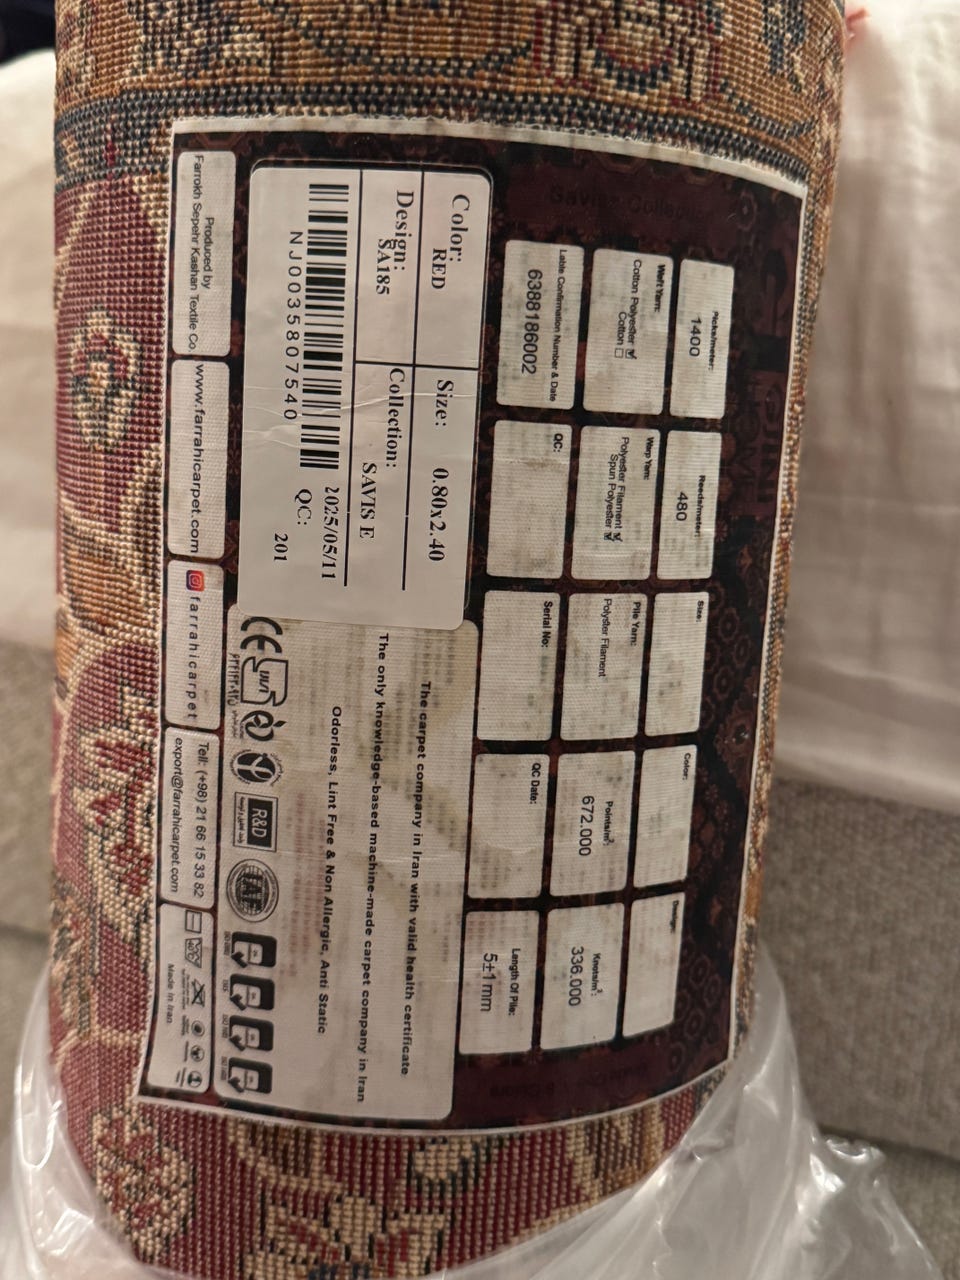 Picks/meter:
1400
Reeds/meter:
480
Size:
Color:
Design:
Weft Yarn:
Cotton Polyester ☑
Cotton ☐
Warp Yarn:
Polyester Filament ☑
Spun Polyester ☑
Pile Yarn:
Polyster Filament
Points/m²:
672.000
Knots/m²:
336.000
Lable Confirmation Number & Date
6388186002
QC:
Serial No:
QC Date:
Length Of Pile:
5±1 mm
Color:
RED
Size: 0.80x2.40
Design:
SA185
Collection:
SAVIS E
NJ0035807540
2025/05/11
QC: 201
The carpet company in Iran with valid health certificate
The only knowledge-based machine-made carpet company in Iran
Odorless, Lint Free & Non Allergic, Anti Static
CE
R&D
Produced by
Farrokh Sepehr Kashan Textile Co
www.farrahicarpet.com
farrahicarpet
Tell: (+98) 21 66 15 33 82
export@farrahicarpet.com
40°C
Made in Iran